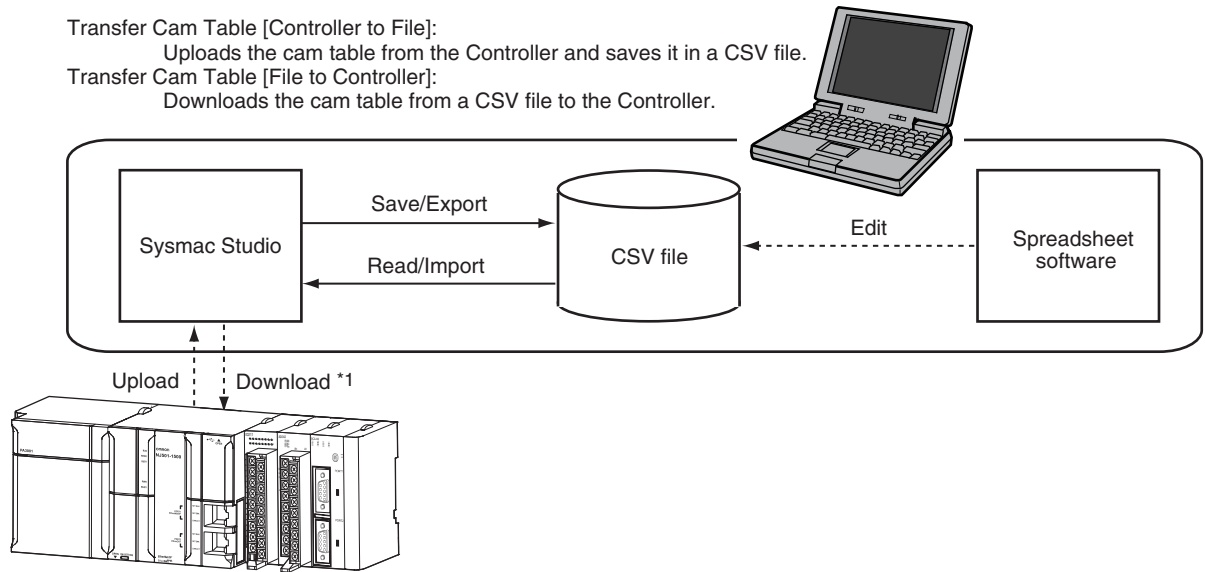 Transfer Cam Table [Controller to File]:
Uploads the cam table from the Controller and saves it in a CSV file.
Transfer Cam Table [File to Controller]:
Downloads the cam table from a CSV file to the Controller.
Sysmac Studio
Save/Export
Read/Import
CSV file
Edit
Spreadsheet
software
Upload
Download *1
NJ501-1500